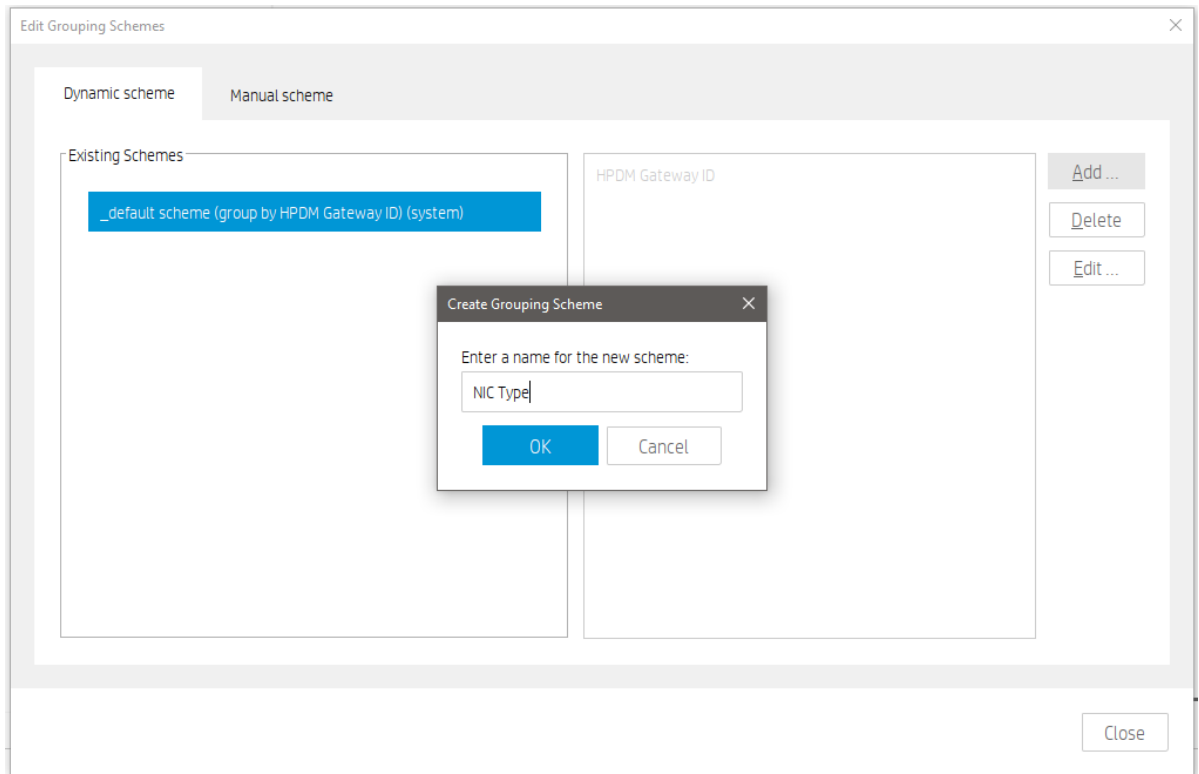 Edit Grouping Schemes
Dynamic scheme
Manual scheme
Existing Schemes
_default scheme (group by HPDM Gateway ID) (system)
HPDM Gateway ID
Add ...
Delete
Edit ...
Create Grouping Scheme
Enter a name for the new scheme:
NIC Type
OK
Cancel
Close